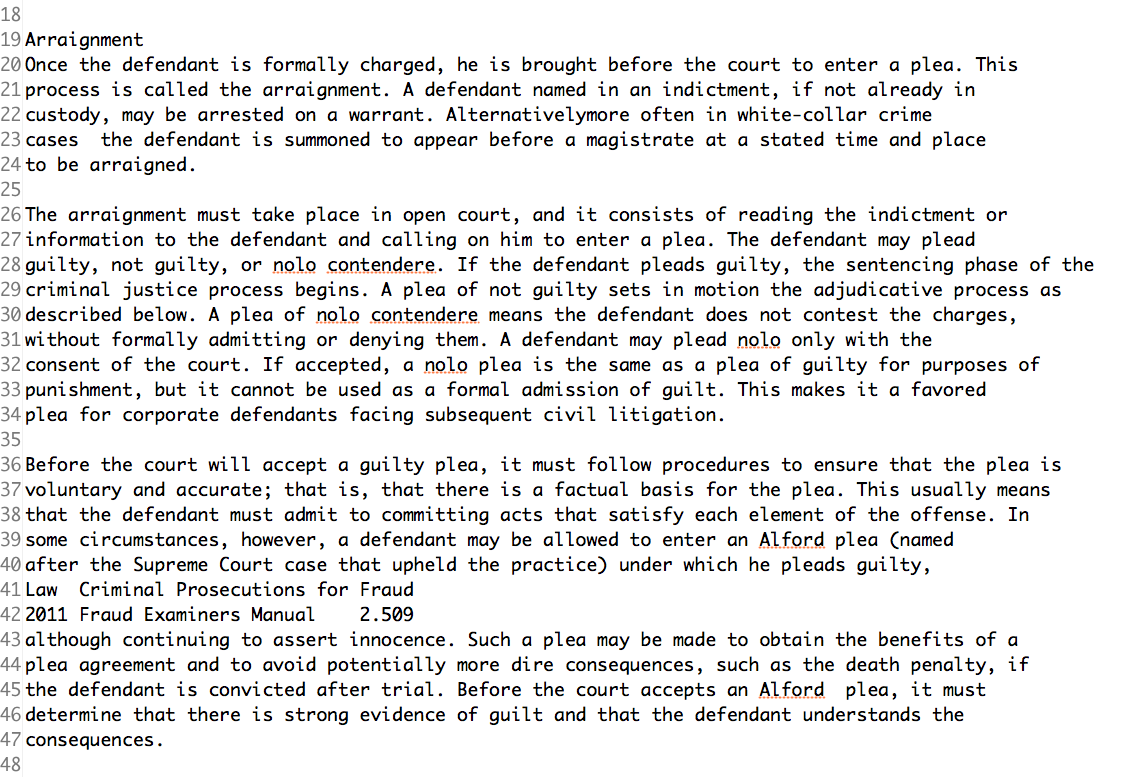 18
19 Arraignment
20 Once the defendant is formally charged, he is brought before the court to enter a plea. This
21 process is called the arraignment. A defendant named in an indictment, if not already in
22 custody, may be arrested on a warrant. Alternativelymore often in white-collar crime
23 cases  the defendant is summoned to appear before a magistrate at a stated time and place
24 to be arraigned.
25
26 The arraignment must take place in open court, and it consists of reading the indictment or
27 information to the defendant and calling on him to enter a plea. The defendant may plead
28 guilty, not guilty, or nolo contendere. If the defendant pleads guilty, the sentencing phase of the
29 criminal justice process begins. A plea of not guilty sets in motion the adjudicative process as
30 described below. A plea of nolo contendere means the defendant does not contest the charges,
31 without formally admitting or denying them. A defendant may plead nolo only with the
32 consent of the court. If accepted, a nolo plea is the same as a plea of guilty for purposes of
33 punishment, but it cannot be used as a formal admission of guilt. This makes it a favored
34 plea for corporate defendants facing subsequent civil litigation.
35
36 Before the court will accept a guilty plea, it must follow procedures to ensure that the plea is
37 voluntary and accurate; that is, that there is a factual basis for the plea. This usually means
38 that the defendant must admit to committing acts that satisfy each element of the offense. In
39 some circumstances, however, a defendant may be allowed to enter an Alford plea (named
40 after the Supreme Court case that upheld the practice) under which he pleads guilty,
41 Law  Criminal Prosecutions for Fraud
42 2011 Fraud Examiners Manual    2.509
43 although continuing to assert innocence. Such a plea may be made to obtain the benefits of a
44 plea agreement and to avoid potentially more dire consequences, such as the death penalty, if
45 the defendant is convicted after trial. Before the court accepts an Alford  plea, it must
46 determine that there is strong evidence of guilt and that the defendant understands the
47 consequences.
48